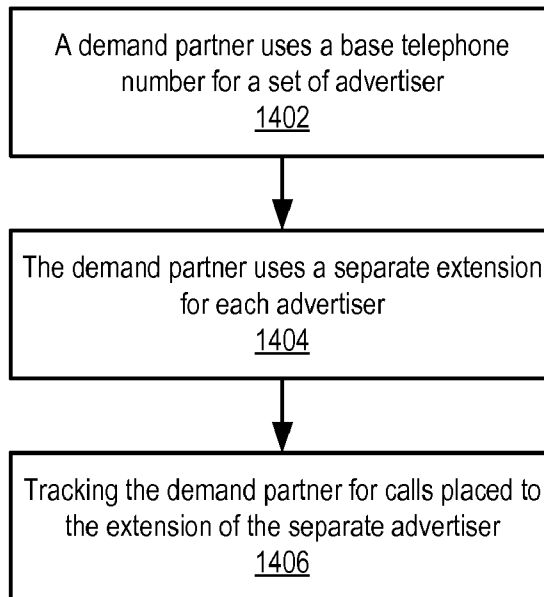 A demand partner uses a base telephone
number for a set of advertiser
1402
The demand partner uses a separate extension
for each advertiser
1404
Tracking the demand partner for calls placed to
the extension of the separate advertiser
1406